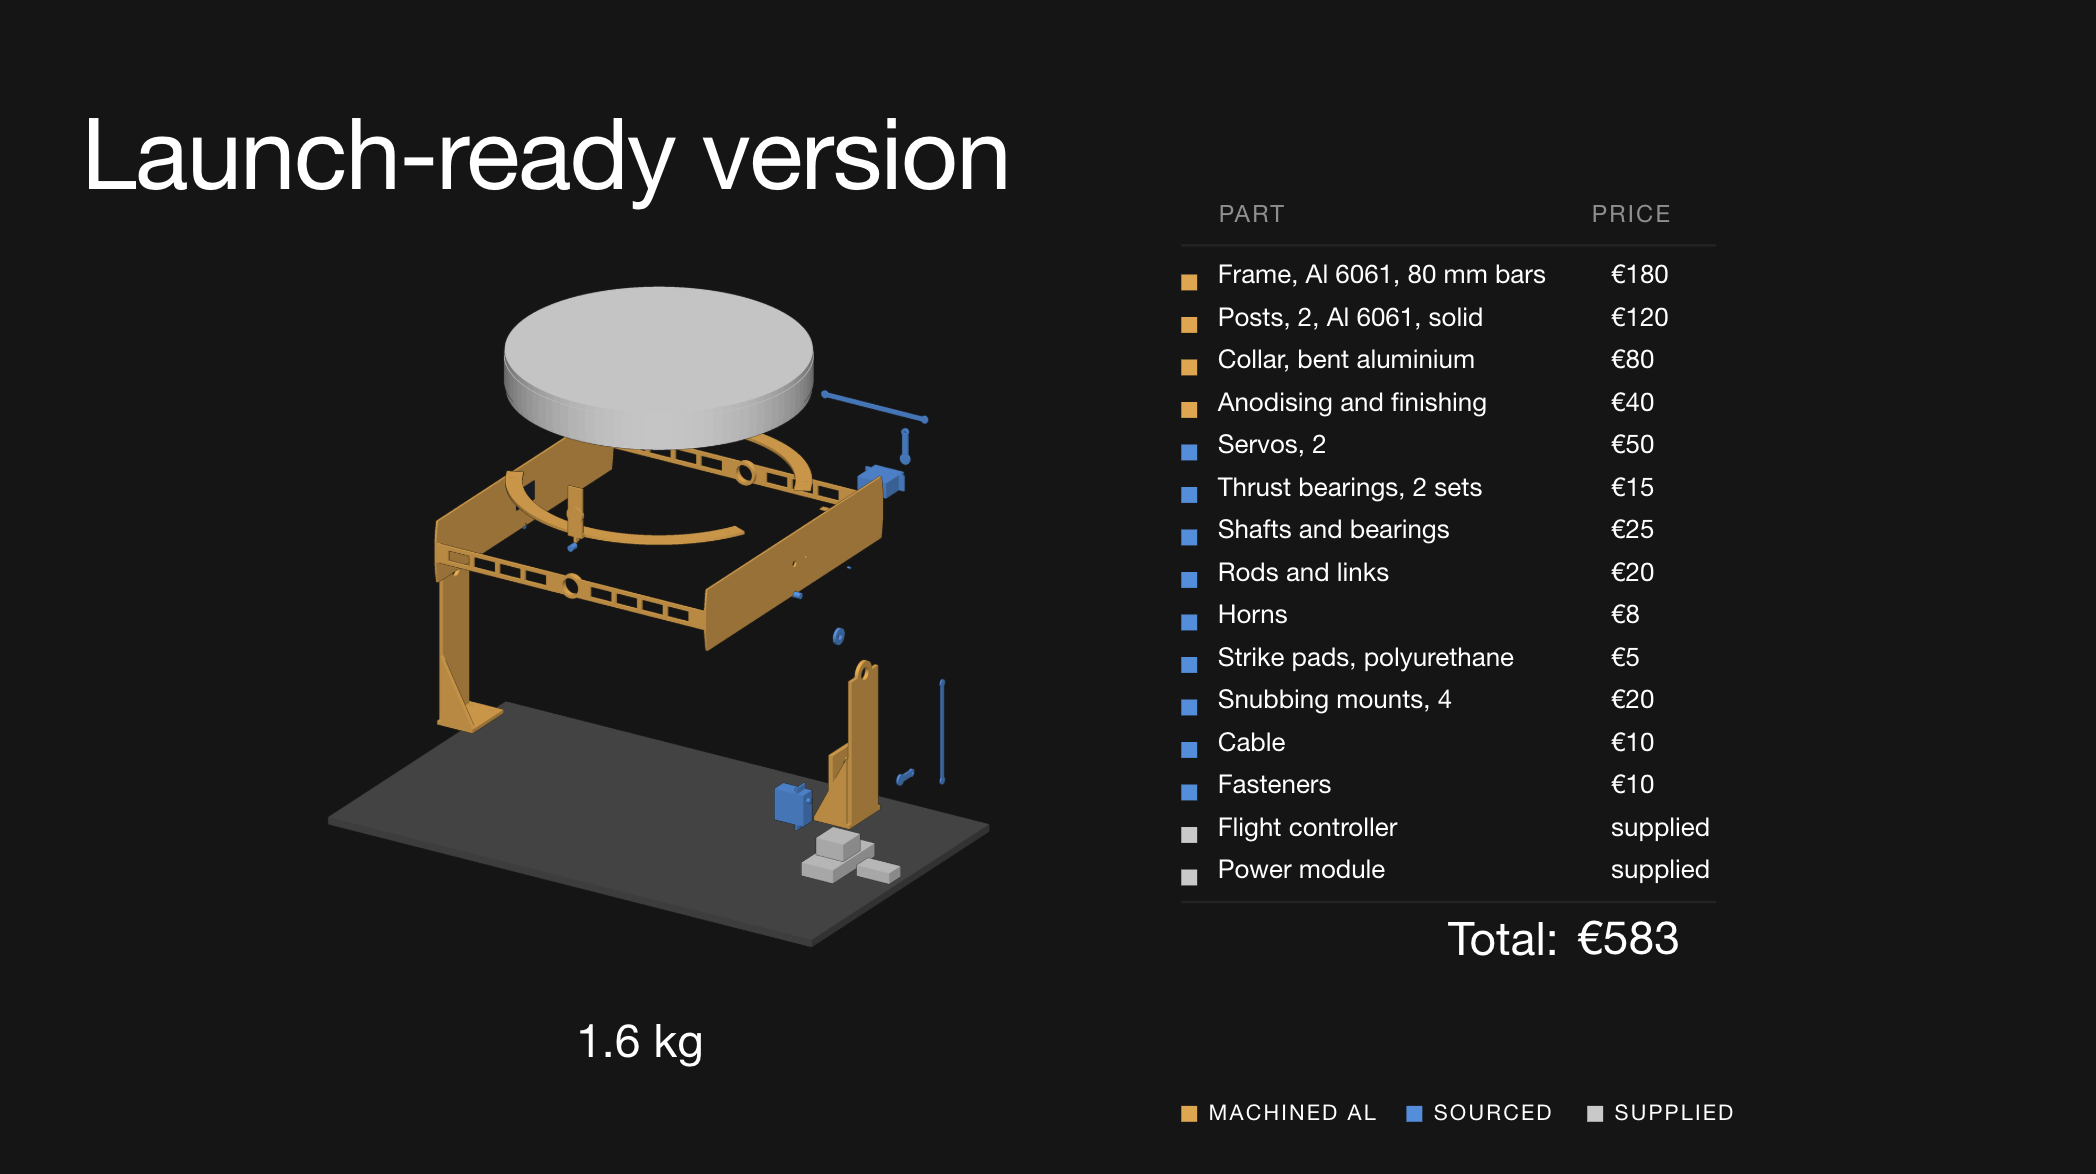 Launch-ready version
PART PRICE
Frame, Al 6061, 80 mm bars €180
Posts, 2, Al 6061, solid €120
Collar, bent aluminium €80
Anodising and finishing €40
Servos, 2 €50
Thrust bearings, 2 sets €15
Shafts and bearings €25
Rods and links €20
Horns €8
Strike pads, polyurethane €5
Snubbing mounts, 4 €20
Cable €10
Fasteners €10
Flight controller supplied
Power module supplied
Total: €583
1.6 kg
MACHINED AL SOURCED SUPPLIED